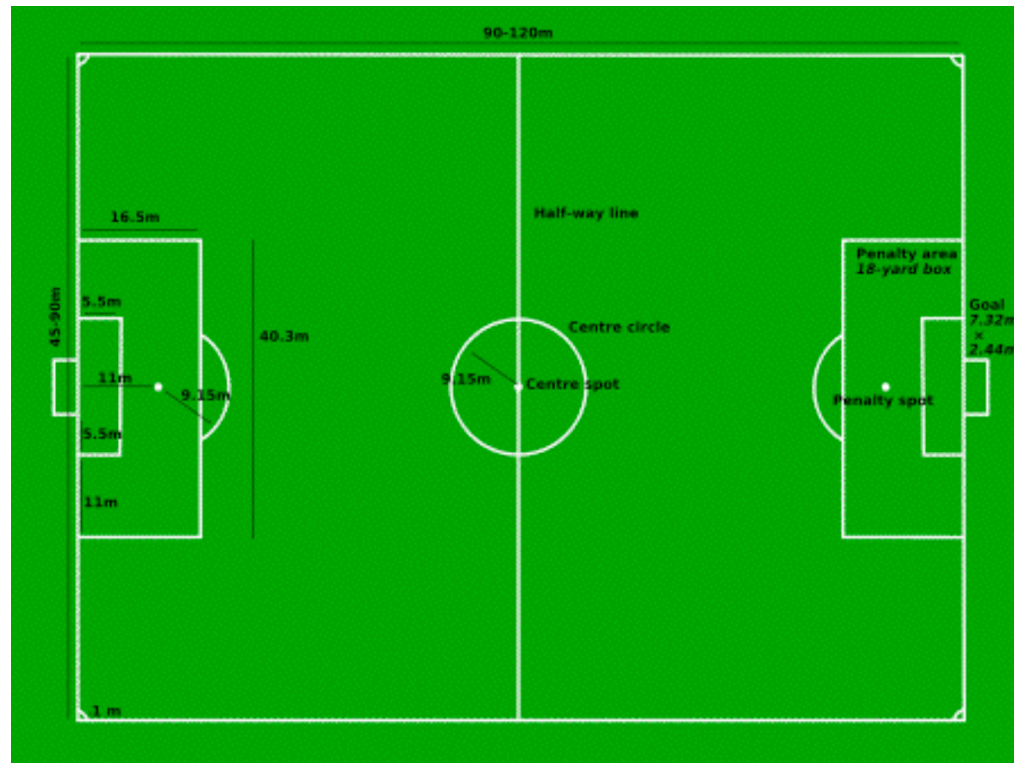 90-120m
16.5m
Half-way line
Penalty area
18-yard box
5.5m
45-90m
Goal
7.32m
×
2.44m
Centre circle
40.3m
11m
9.15m
9.15m
Centre spot
Penalty spot
5.5m
11m
1 m